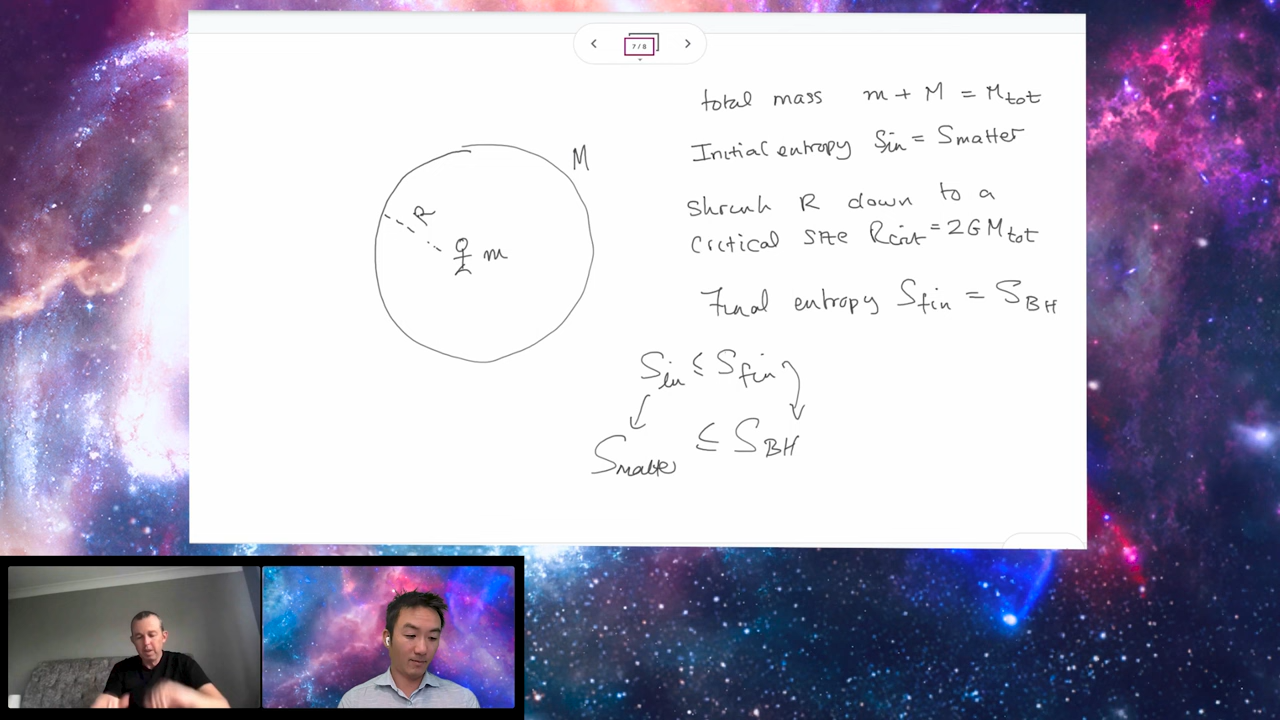 7 / 8
total mass m + M = Mtot
Initial entropy Sin = Smatter
Shrink R down to a
critical size Rcrit = 2GMtot
Final entropy Sfin = SBH
Sin ≤ Sfin
Smatter ≤ SBH
M
R
m